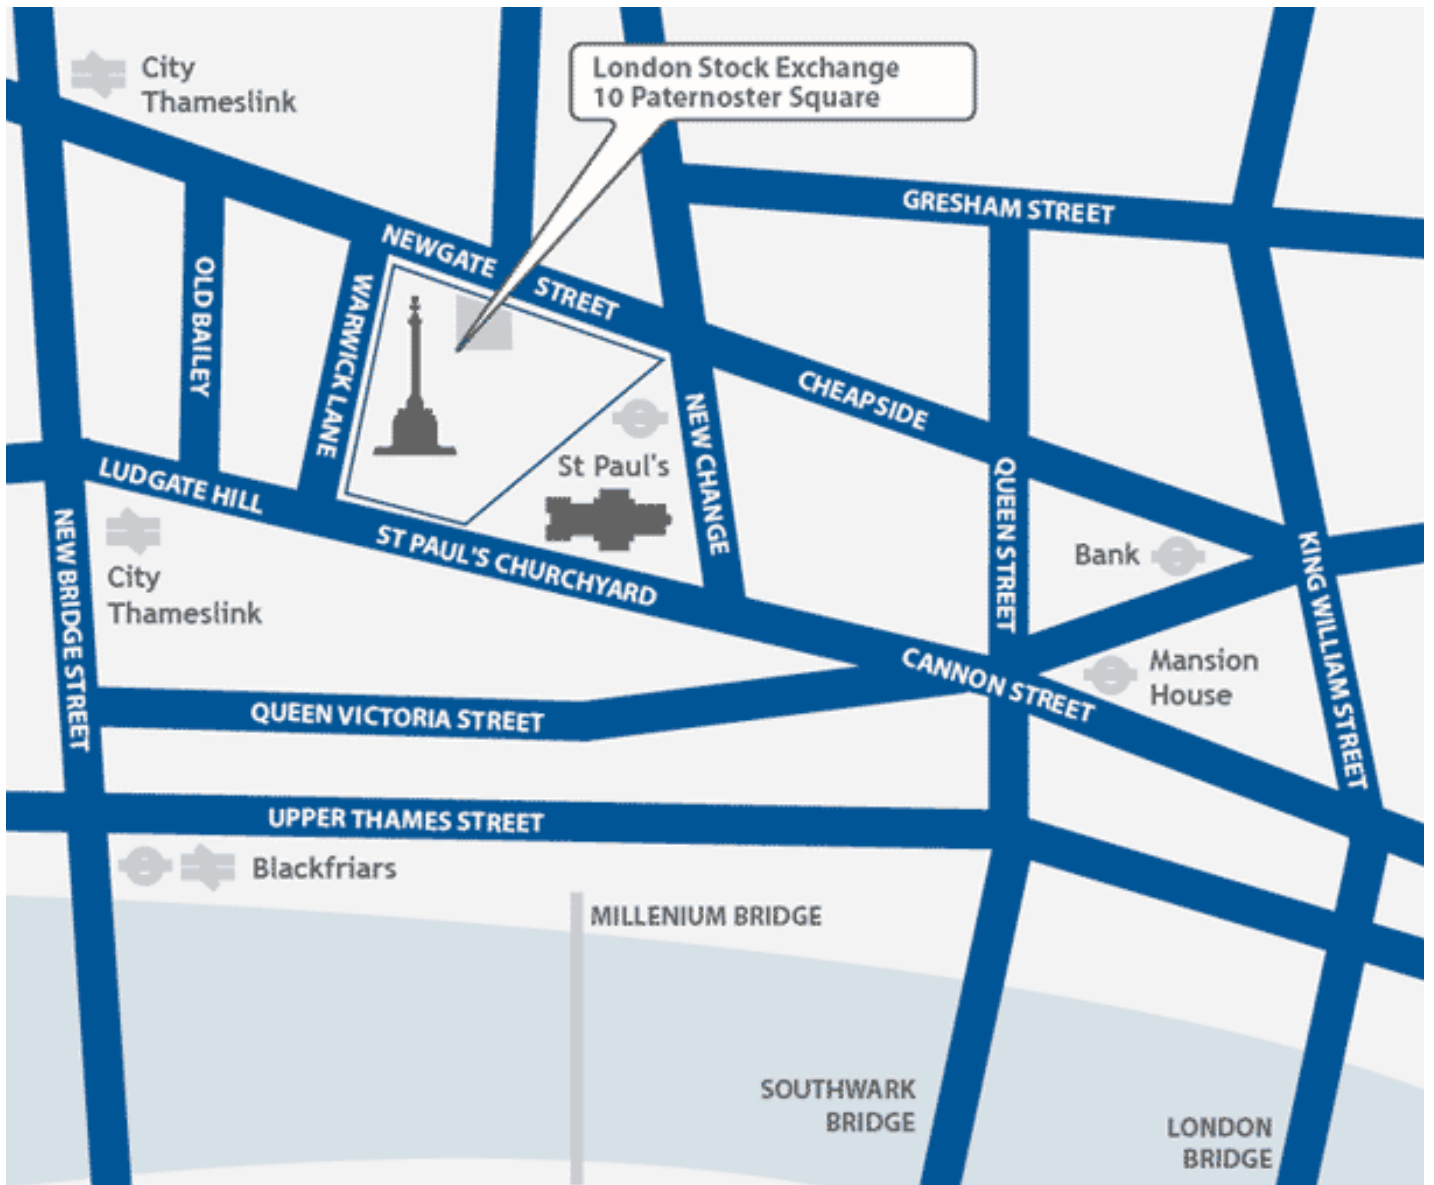 City
Thameslink
London Stock Exchange
10 Paternoster Square
GRESHAM STREET
NEWGATE STREET
OLD BAILEY
WARWICK LANE
CHEAPSIDE
NEW CHANGE
St Paul's
LUDGATE HILL
QUEEN STREET
NEW BRIDGE STREET
City
Thameslink
ST PAUL'S CHURCHYARD
Bank
KING WILLIAM STREET
CANNON STREET
Mansion
House
QUEEN VICTORIA STREET
UPPER THAMES STREET
Blackfriars
MILLENIUM BRIDGE
SOUTHWARK
BRIDGE
LONDON
BRIDGE